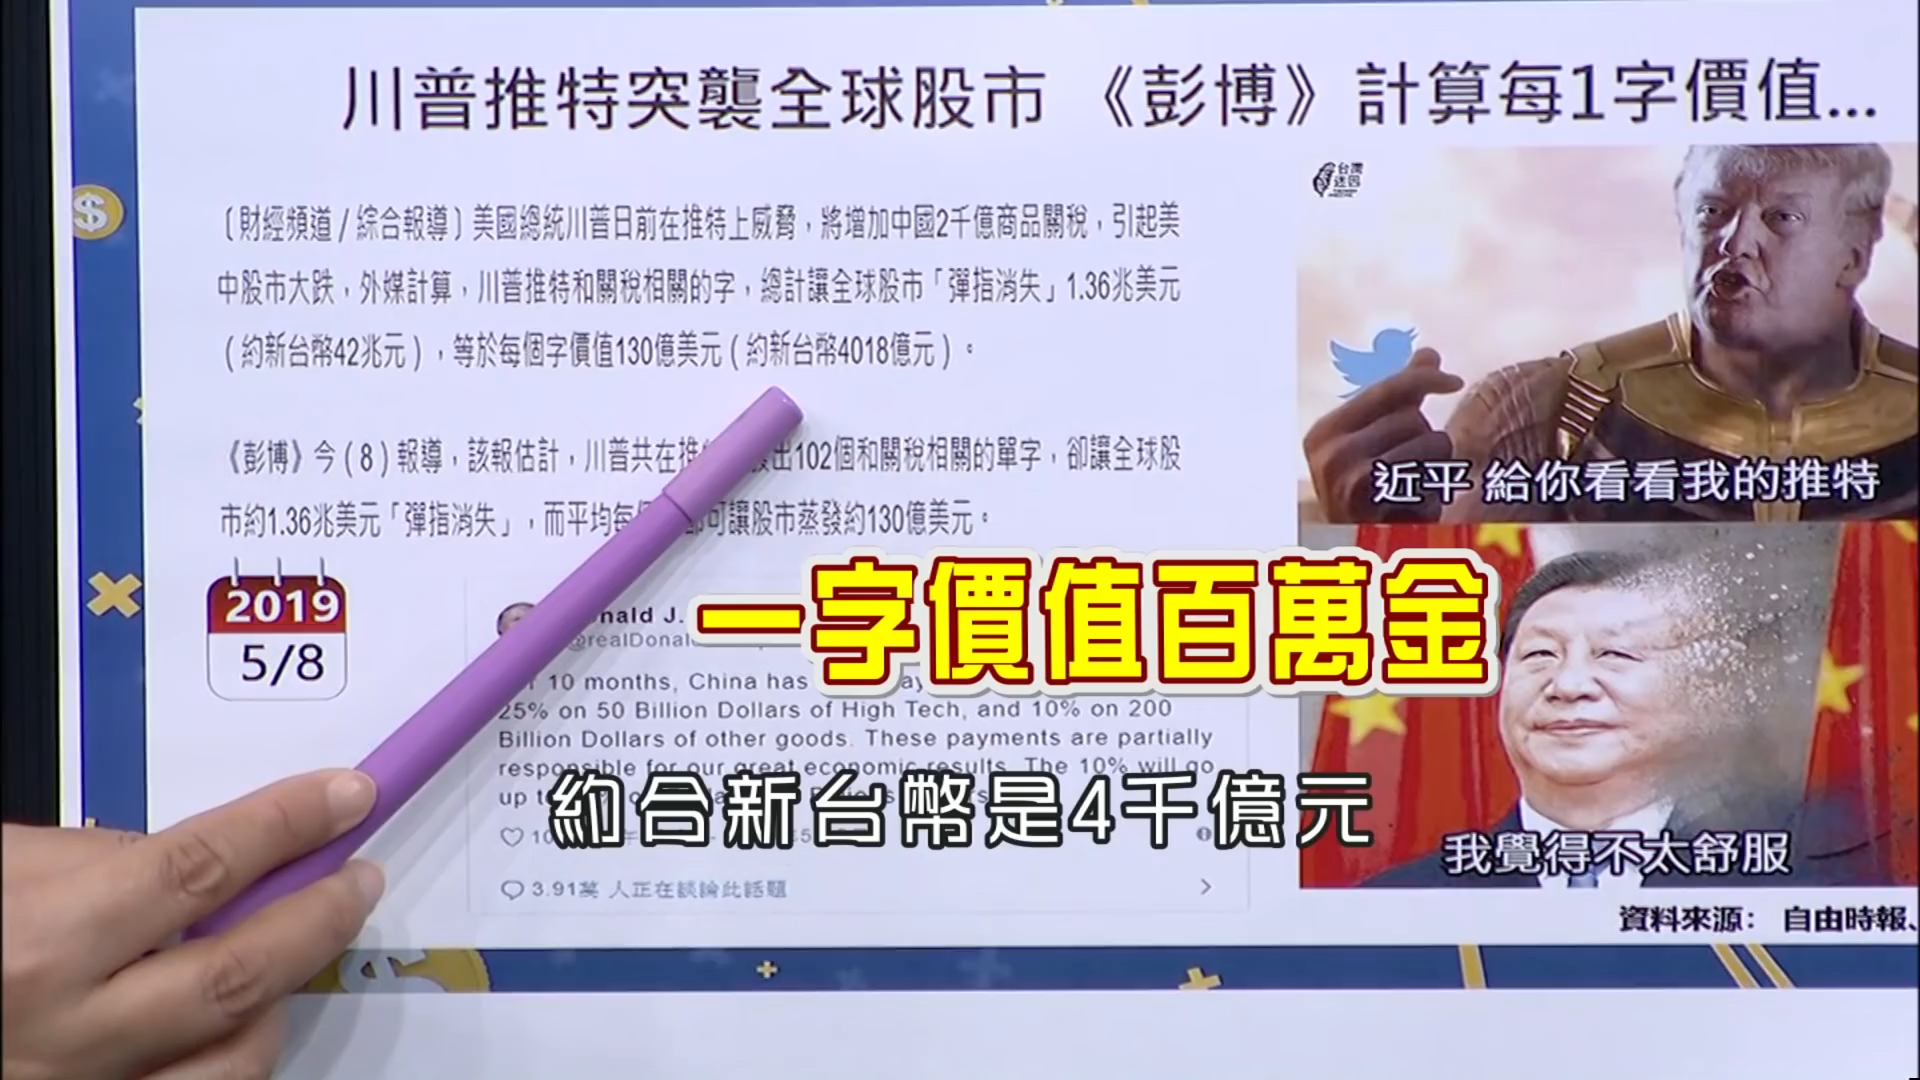 川普推特突襲全球股市 《彭博》計算每1字價值...
台灣
迷因
〔財經頻道/綜合報導〕美國總統川普日前在推特上威脅，將增加中國2千億商品關稅，引起美
中股市大跌，外媒計算，川普推特和關稅相關的字，總計讓全球股市「彈指消失」1.36兆美元
(約新台幣42兆元)，等於每個字價值130億美元(約新台幣4018億元)。
《彭博》今(8)報導，該報估計，川普共在推 出102個和關稅相關的單字，卻讓全球股
市約1.36兆美元「彈指消失」，而平均每 可讓股市蒸發約130億美元。
近平 給你看看我的推特
2019
5/8
nald J.
@realDonal
一字價值百萬金
10 months, China has
25% on 50 Billion Dollars of High Tech, and 10% on 200
Billion Dollars of other goods. These payments are partially
responsible for our great economic results. The 10% will go
up t
約合新台幣是4千億元
我覺得不太舒服
3.91萬 人正在談論此話題
資料來源： 自由時報、